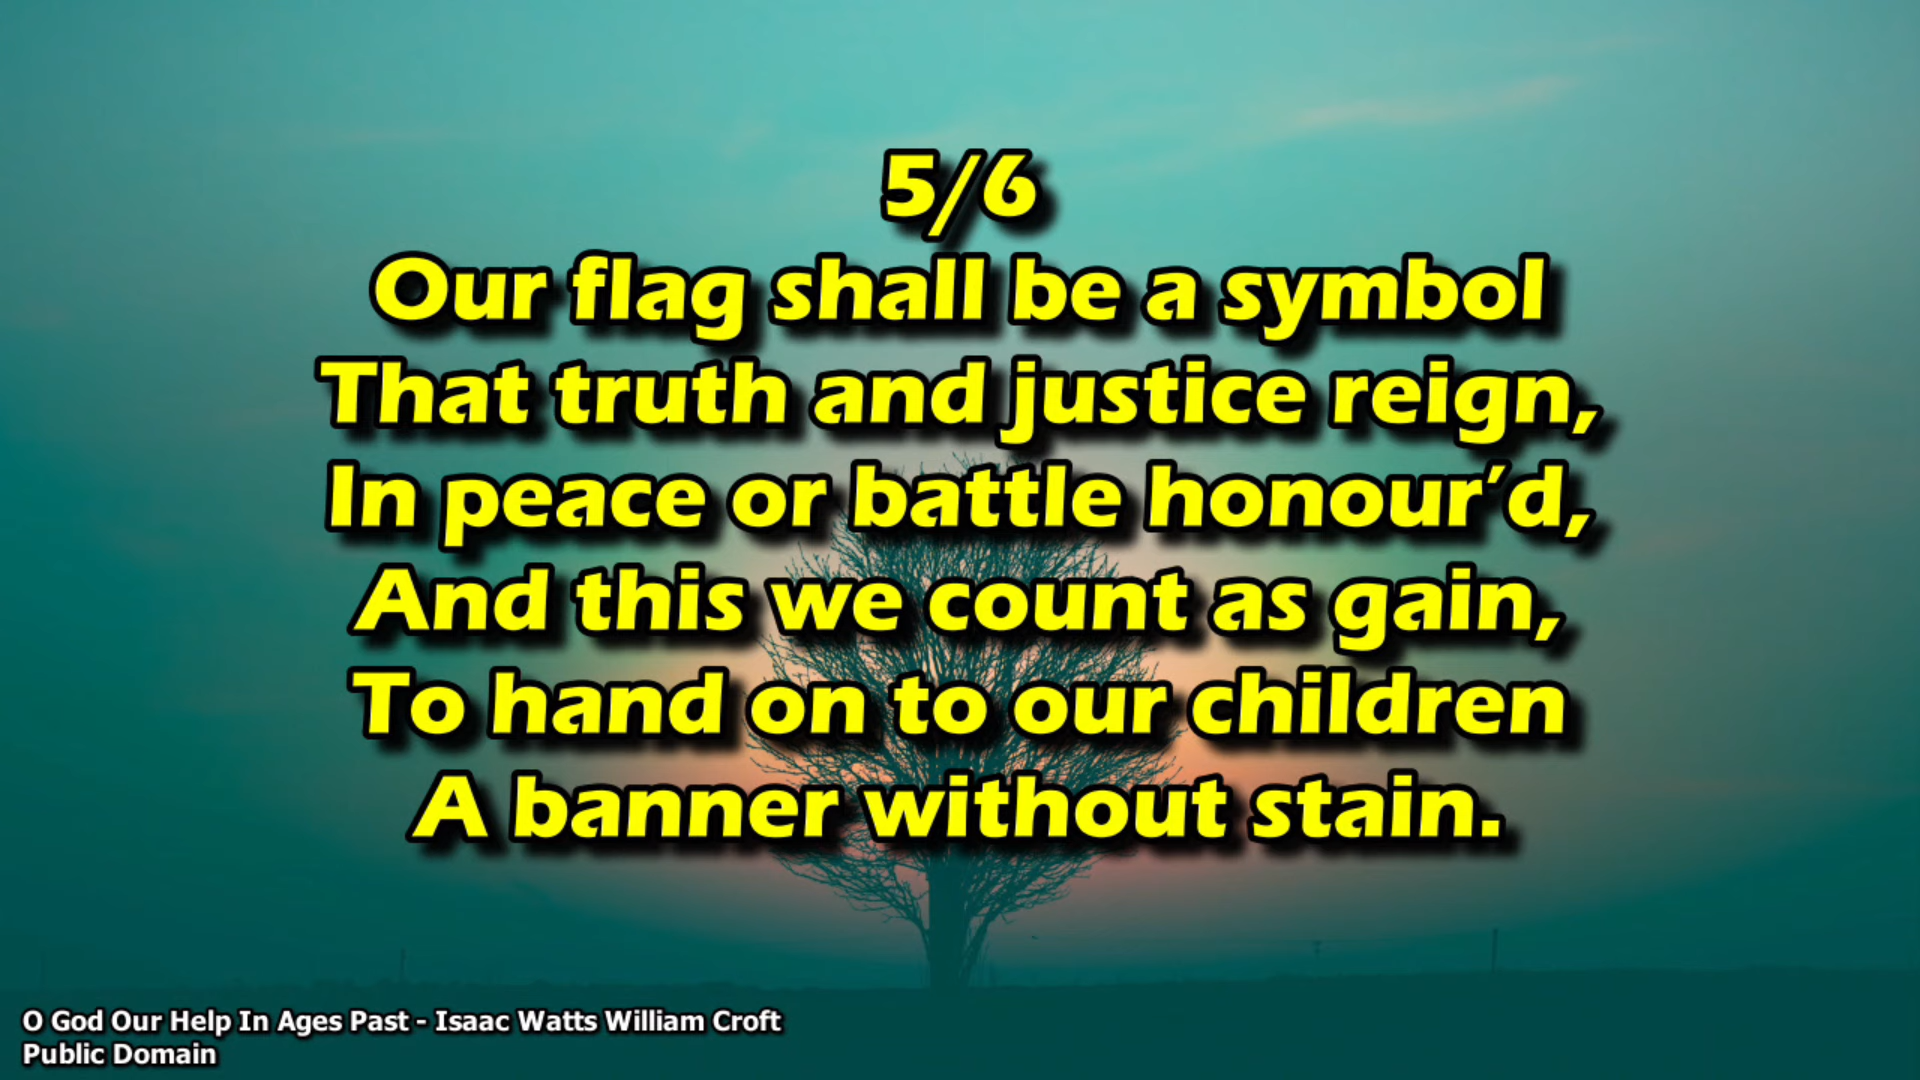 5/6
Our flag shall be a symbol
That truth and justice reign,
In peace or battle honour’d,
And this we count as gain,
To hand on to our children
A banner without stain.
O God Our Help In Ages Past - Isaac Watts William Croft
Public Domain